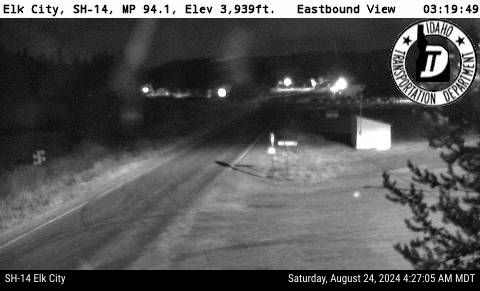 Elk City, SH-14, MP 94.1, Elev 3,939ft. Eastbound View 03:19:49
IDAHO
TRANSPORTATION DEPARTMENT
SH-14 Elk City Saturday, August 24, 2024 4:27:05 AM MDT